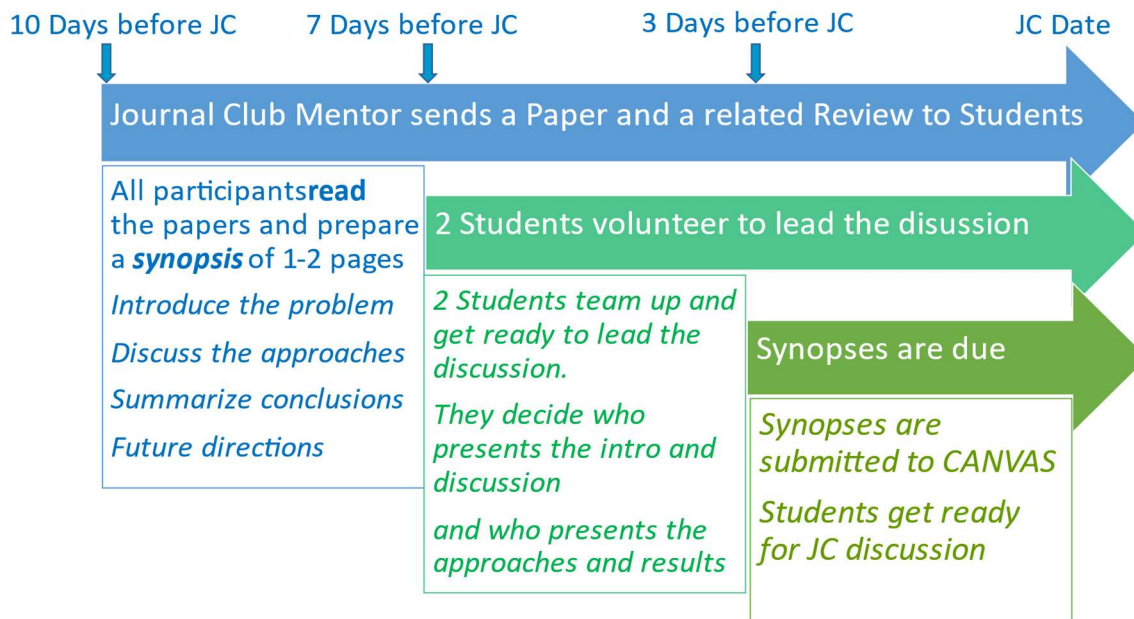 10 Days before JC
7 Days before JC
3 Days before JC
JC Date
Journal Club Mentor sends a Paper and a related Review to Students
All participantsread
the papers and prepare
a synopsis of 1-2 pages
Introduce the problem
Discuss the approaches
Summarize conclusions
Future directions
2 Students volunteer to lead the disussion
2 Students team up and
get ready to lead the
discussion.
They decide who
presents the intro and
discussion
and who presents the
approaches and results
Synopses are due
Synopses are
submitted to CANVAS
Students get ready
for JC discussion